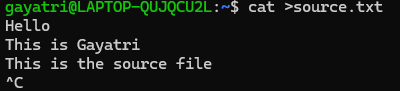 gayatri@LAPTOP-QUJQCU2L:~$ cat >source.txt
Hello
This is Gayatri
This is the source file
^C